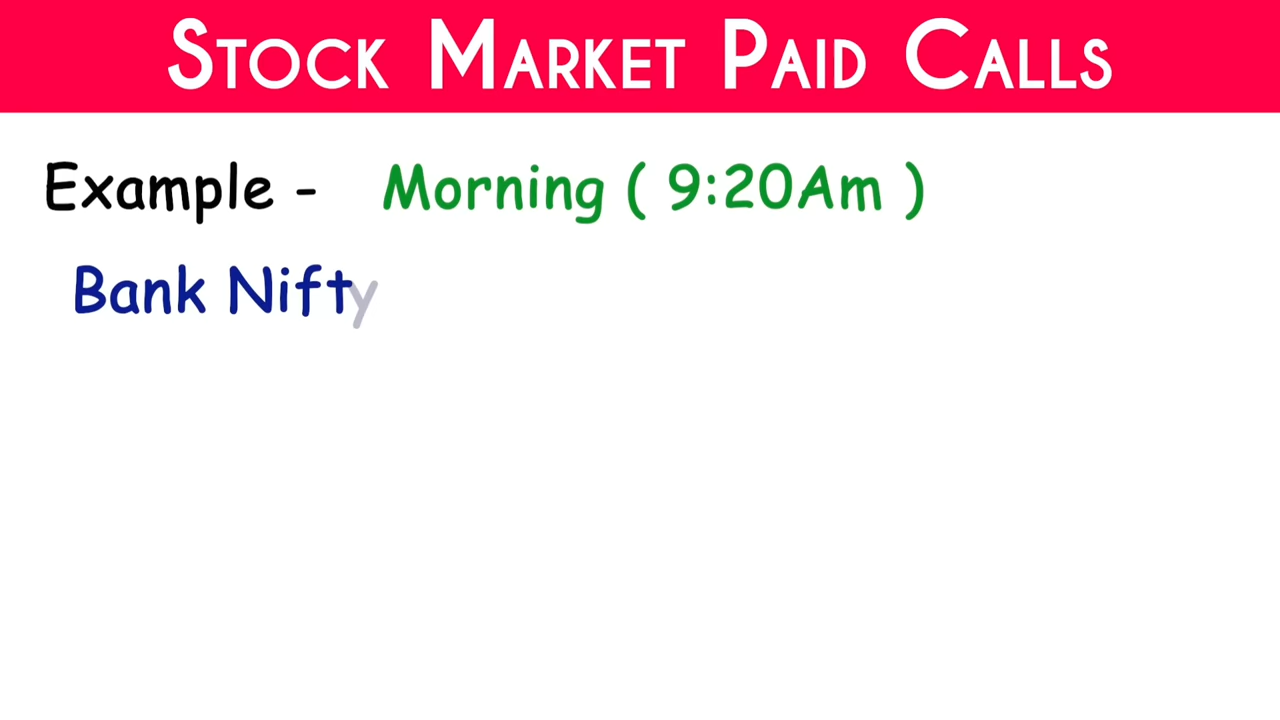 Stock Market Paid Calls
Example - Morning ( 9:20Am )
Bank Nifty